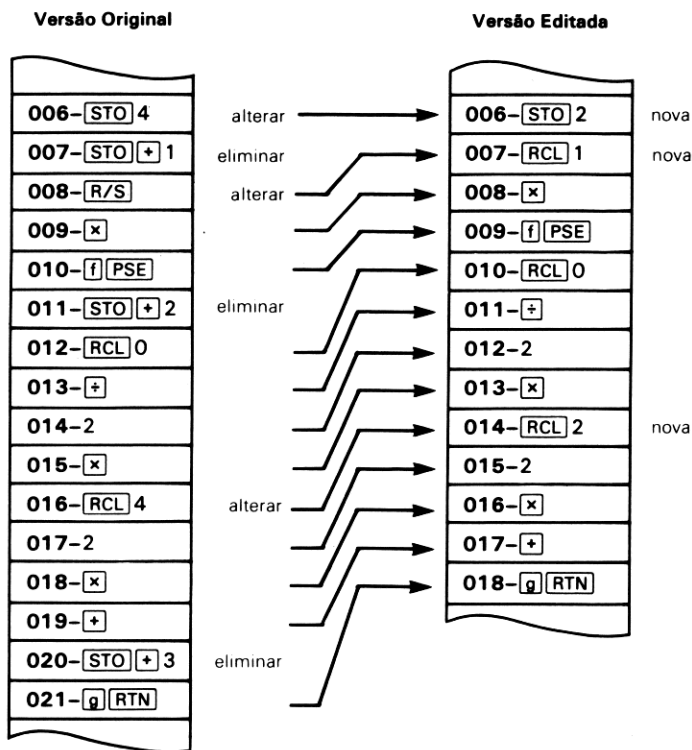 Versão Original
006–STO 4 alterar
007–STO + 1 eliminar
008–R/S alterar
009–×
010–f PSE
011–STO + 2 eliminar
012–RCL 0
013–÷
014–2
015–×
016–RCL 4 alterar
017–2
018–×
019–+
020–STO + 3 eliminar
021–g RTN
Versão Editada
006–STO 2 nova
007–RCL 1 nova
008–×
009–f PSE
010–RCL 0
011–÷
012–2
013–×
014–RCL 2 nova
015–2
016–×
017–+
018–g RTN